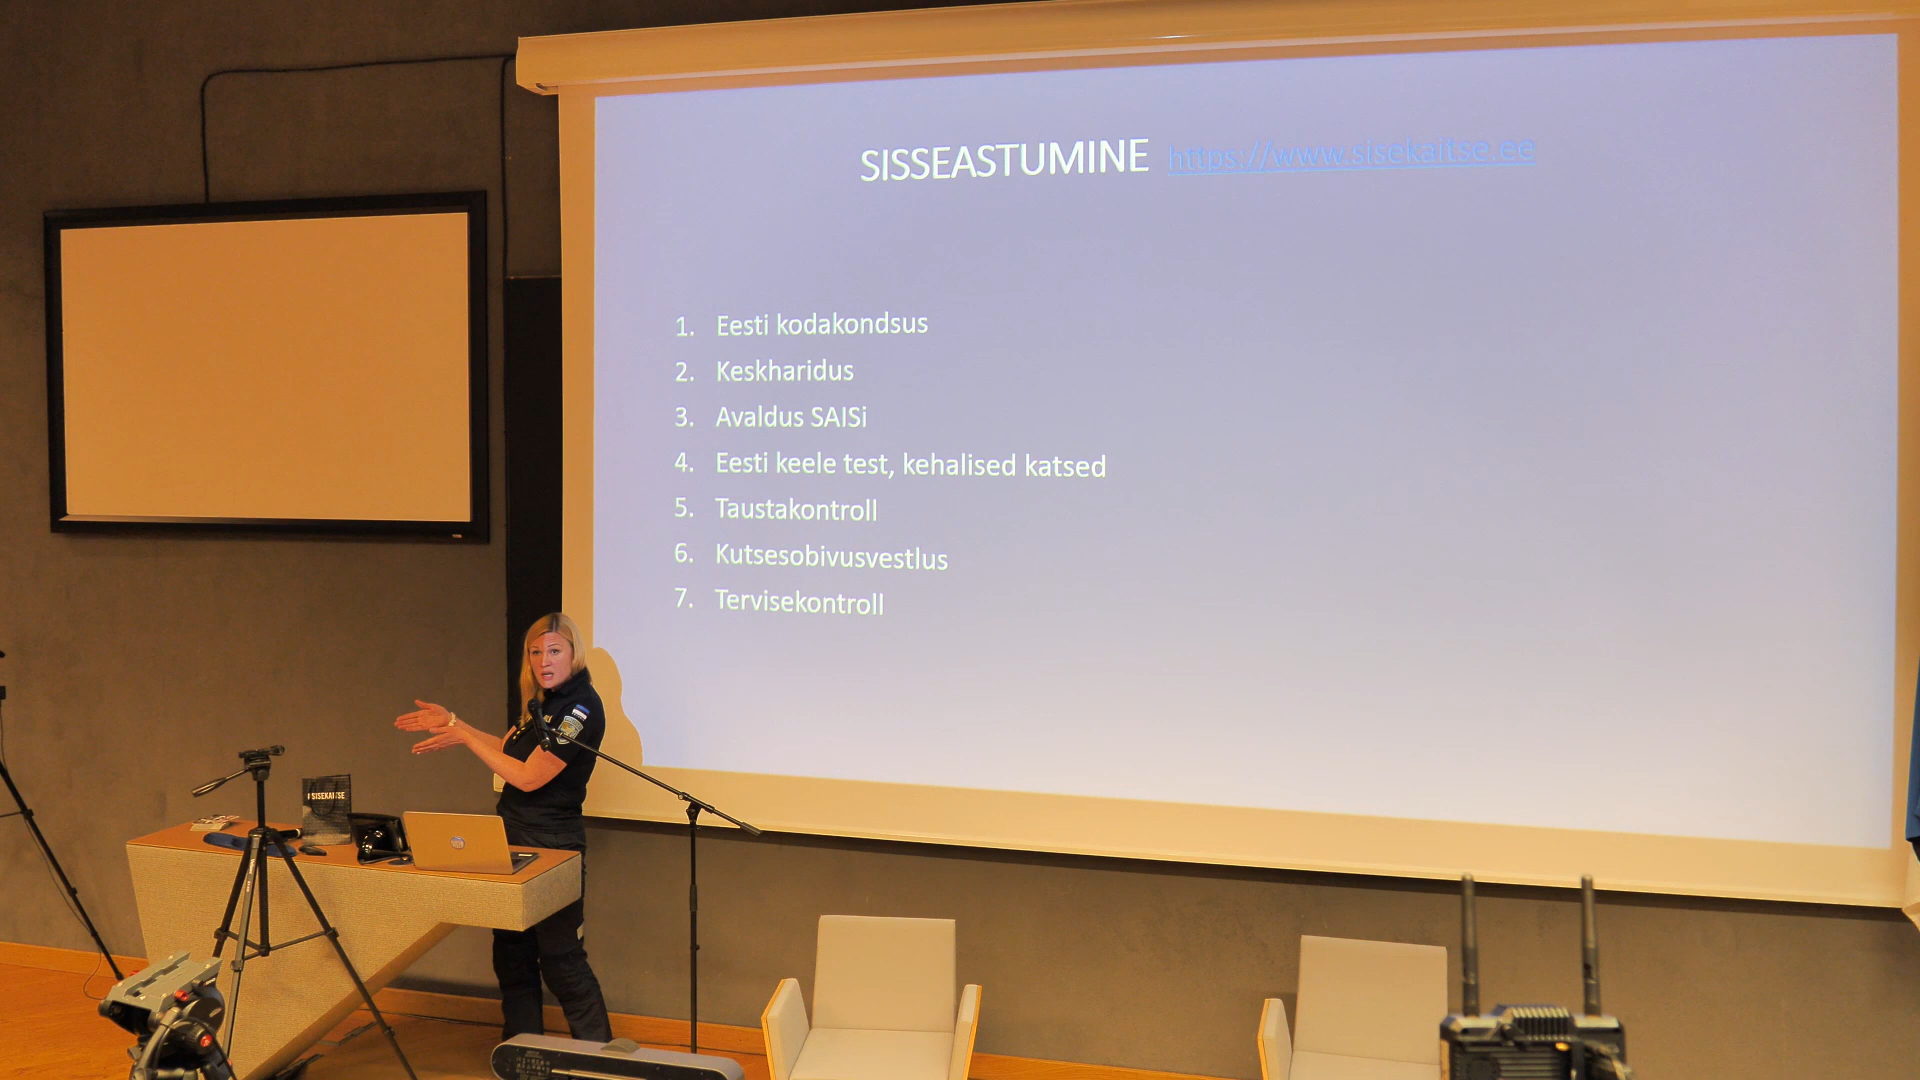 SISSEASTUMINE https://www.sisekaitse.ee
1. Eesti kodakondsus
2. Keskharidus
3. Avaldus SAISi
4. Eesti keele test, kehalised katsed
5. Taustakontroll
6. Kutsesobivusvestlus
7. Tervisekontroll
SISEKAITSE